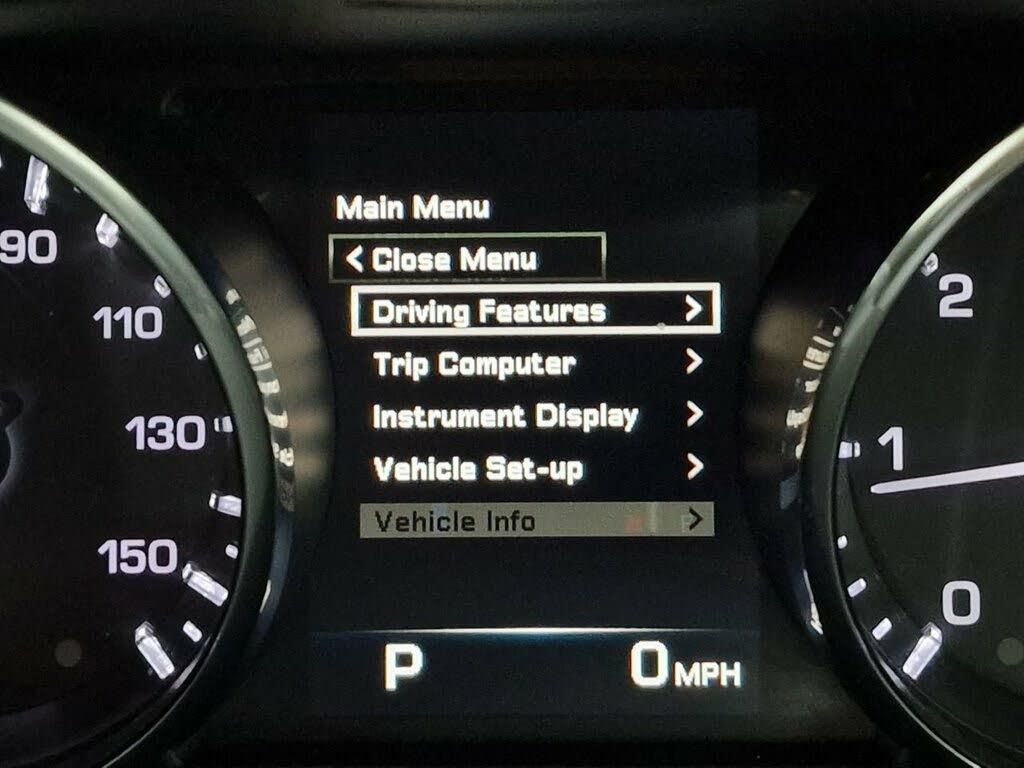 Main Menu
< Close Menu
Driving Features >
Trip Computer >
Instrument Display >
Vehicle Set-up >
Vehicle Info >
P 0 MPH
90
110
130
150
2
1
0